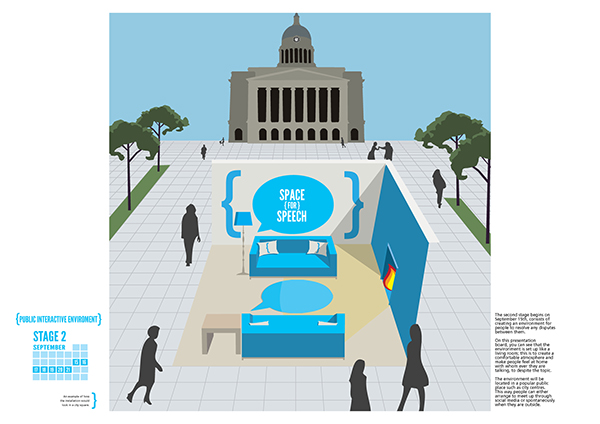 SPACE
{FOR}
SPEECH
{PUBLIC INTERACTIVE ENVIROMENT}
STAGE 2
SEPTEMBER
An example of how
the installation would
look in a city square.
The second stage begins on
September 19th, consists of
creating an environment for
people to resolve any disputes
between them.
On this presentation
board, you can see that the
environment is set up like a
living room; this is to create a
comfortable atmosphere and
make people feel at home
with whom ever they are
talking to, despite the topic.
The environment will be
located in a popular public
place such as city centres.
This way people can either
arrange to meet up through
social media or spontaneously
when they are outside.